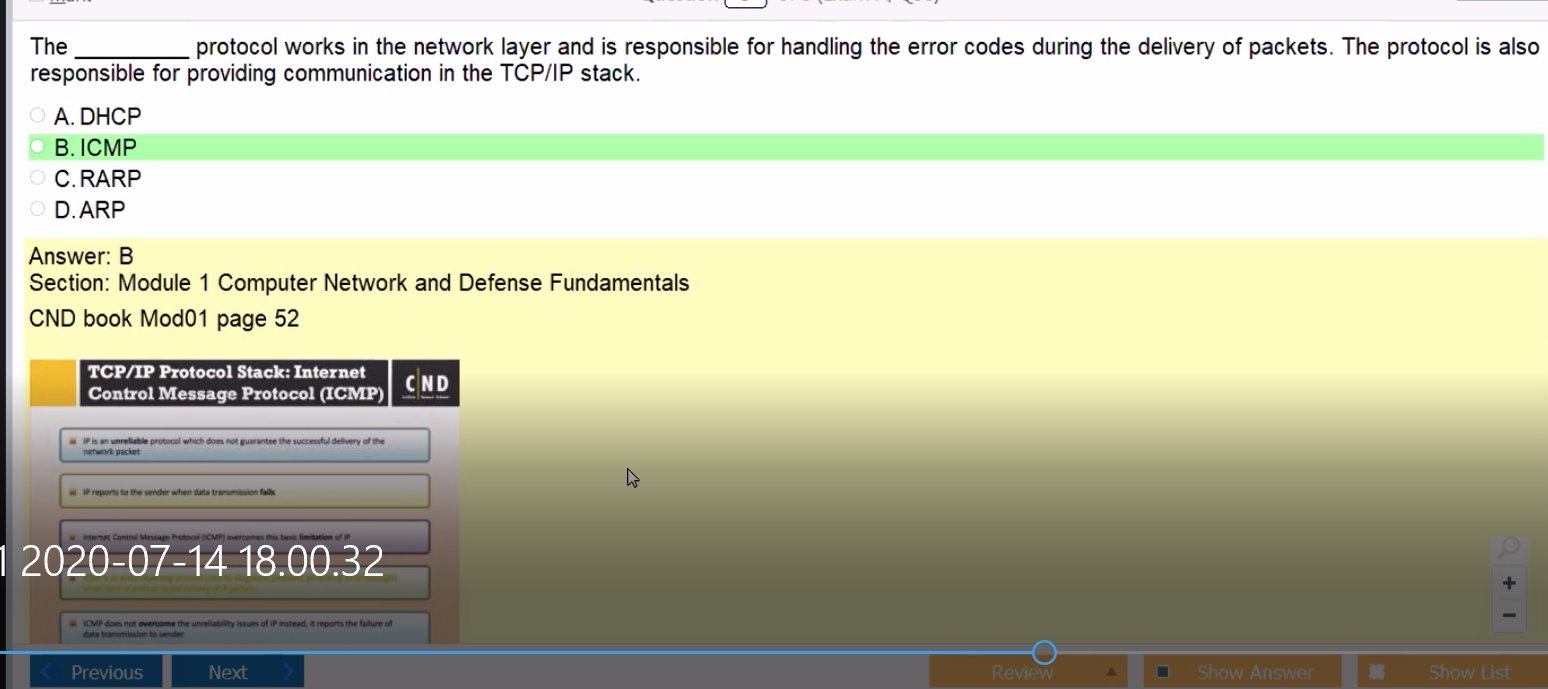 The _________ protocol works in the network layer and is responsible for handling the error codes during the delivery of packets. The protocol is also
responsible for providing communication in the TCP/IP stack.
A. DHCP
B. ICMP
C. RARP
D. ARP
Answer: B
Section: Module 1 Computer Network and Defense Fundamentals
CND book Mod01 page 52
TCP/IP Protocol Stack: Internet
Control Message Protocol (ICMP)
CND
IP is an unreliable protocol which does not guarantee the successful delivery of the
network packet
IP reports to the sender when data transmission fails
Internet Control Message Protocol (ICMP) overcomes this basic limitation of IP
1 2020-07-14 18.00.32
ICMP does not overcome the unreliability issues of IP instead, it reports the failure of
data transmission to sender
Previous
Next
Review
Show Answer
Show List